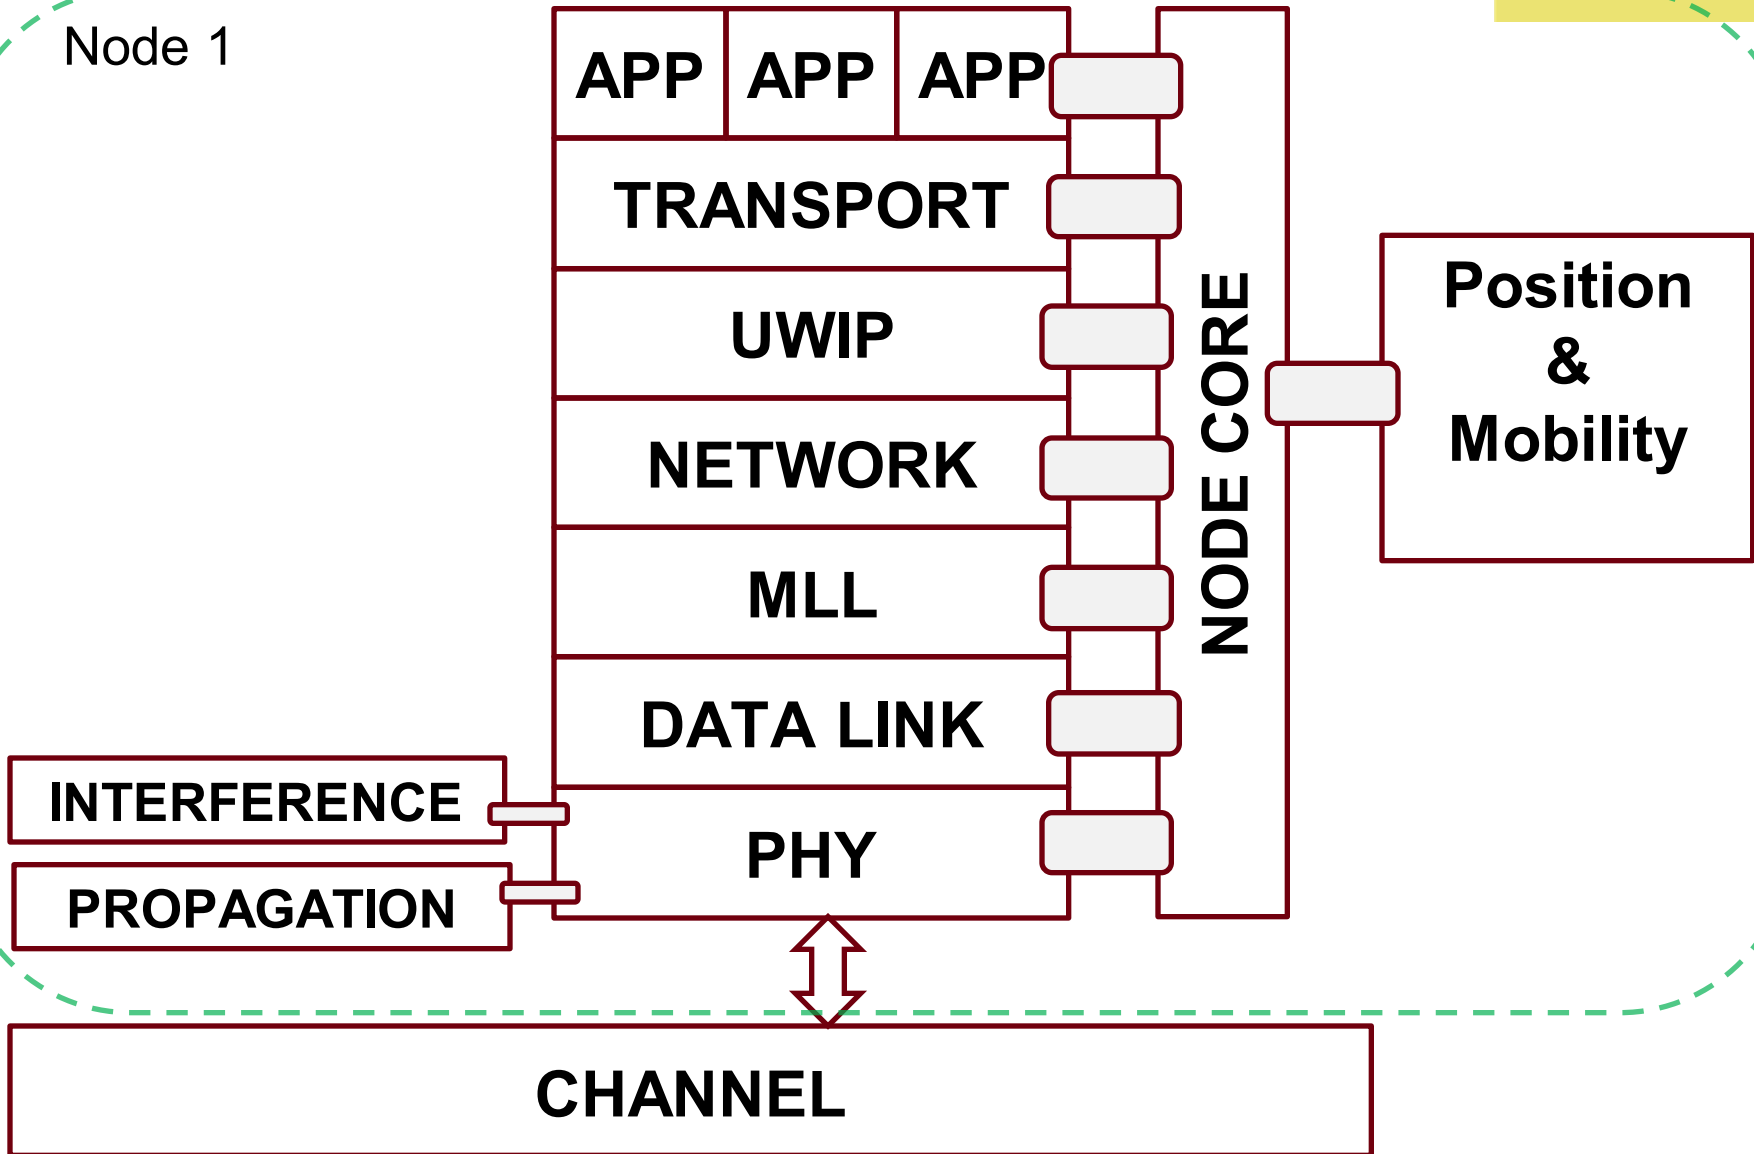 Node 1
APP APP APP
TRANSPORT
UWIP
NETWORK
MLL
DATA LINK
PHY
NODE CORE
Position
&
Mobility
INTERFERENCE
PROPAGATION
CHANNEL